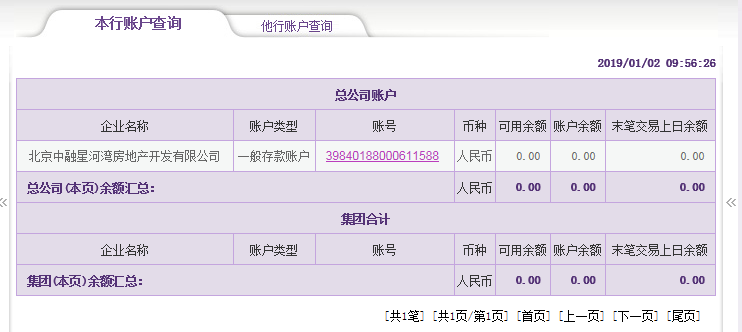 本行账户查询 他行账户查询
2019/01/02 09:56:26
总公司账户
企业名称 账户类型 账号 币种 可用余额 账户余额 末笔交易上日余额
北京中融星河湾房地产开发有限公司 一般存款账户 39840188000611588 人民币 0.00 0.00 0.00
总公司(本页)余额汇总: 人民币 0.00 0.00 0.00
集团合计
企业名称 账户类型 账号 币种 可用余额 账户余额 末笔交易上日余额
集团(本页)余额汇总: 人民币 0.00 0.00 0.00
[共1笔] [共1页/第1页] [首页] [上一页] [下一页] [尾页]